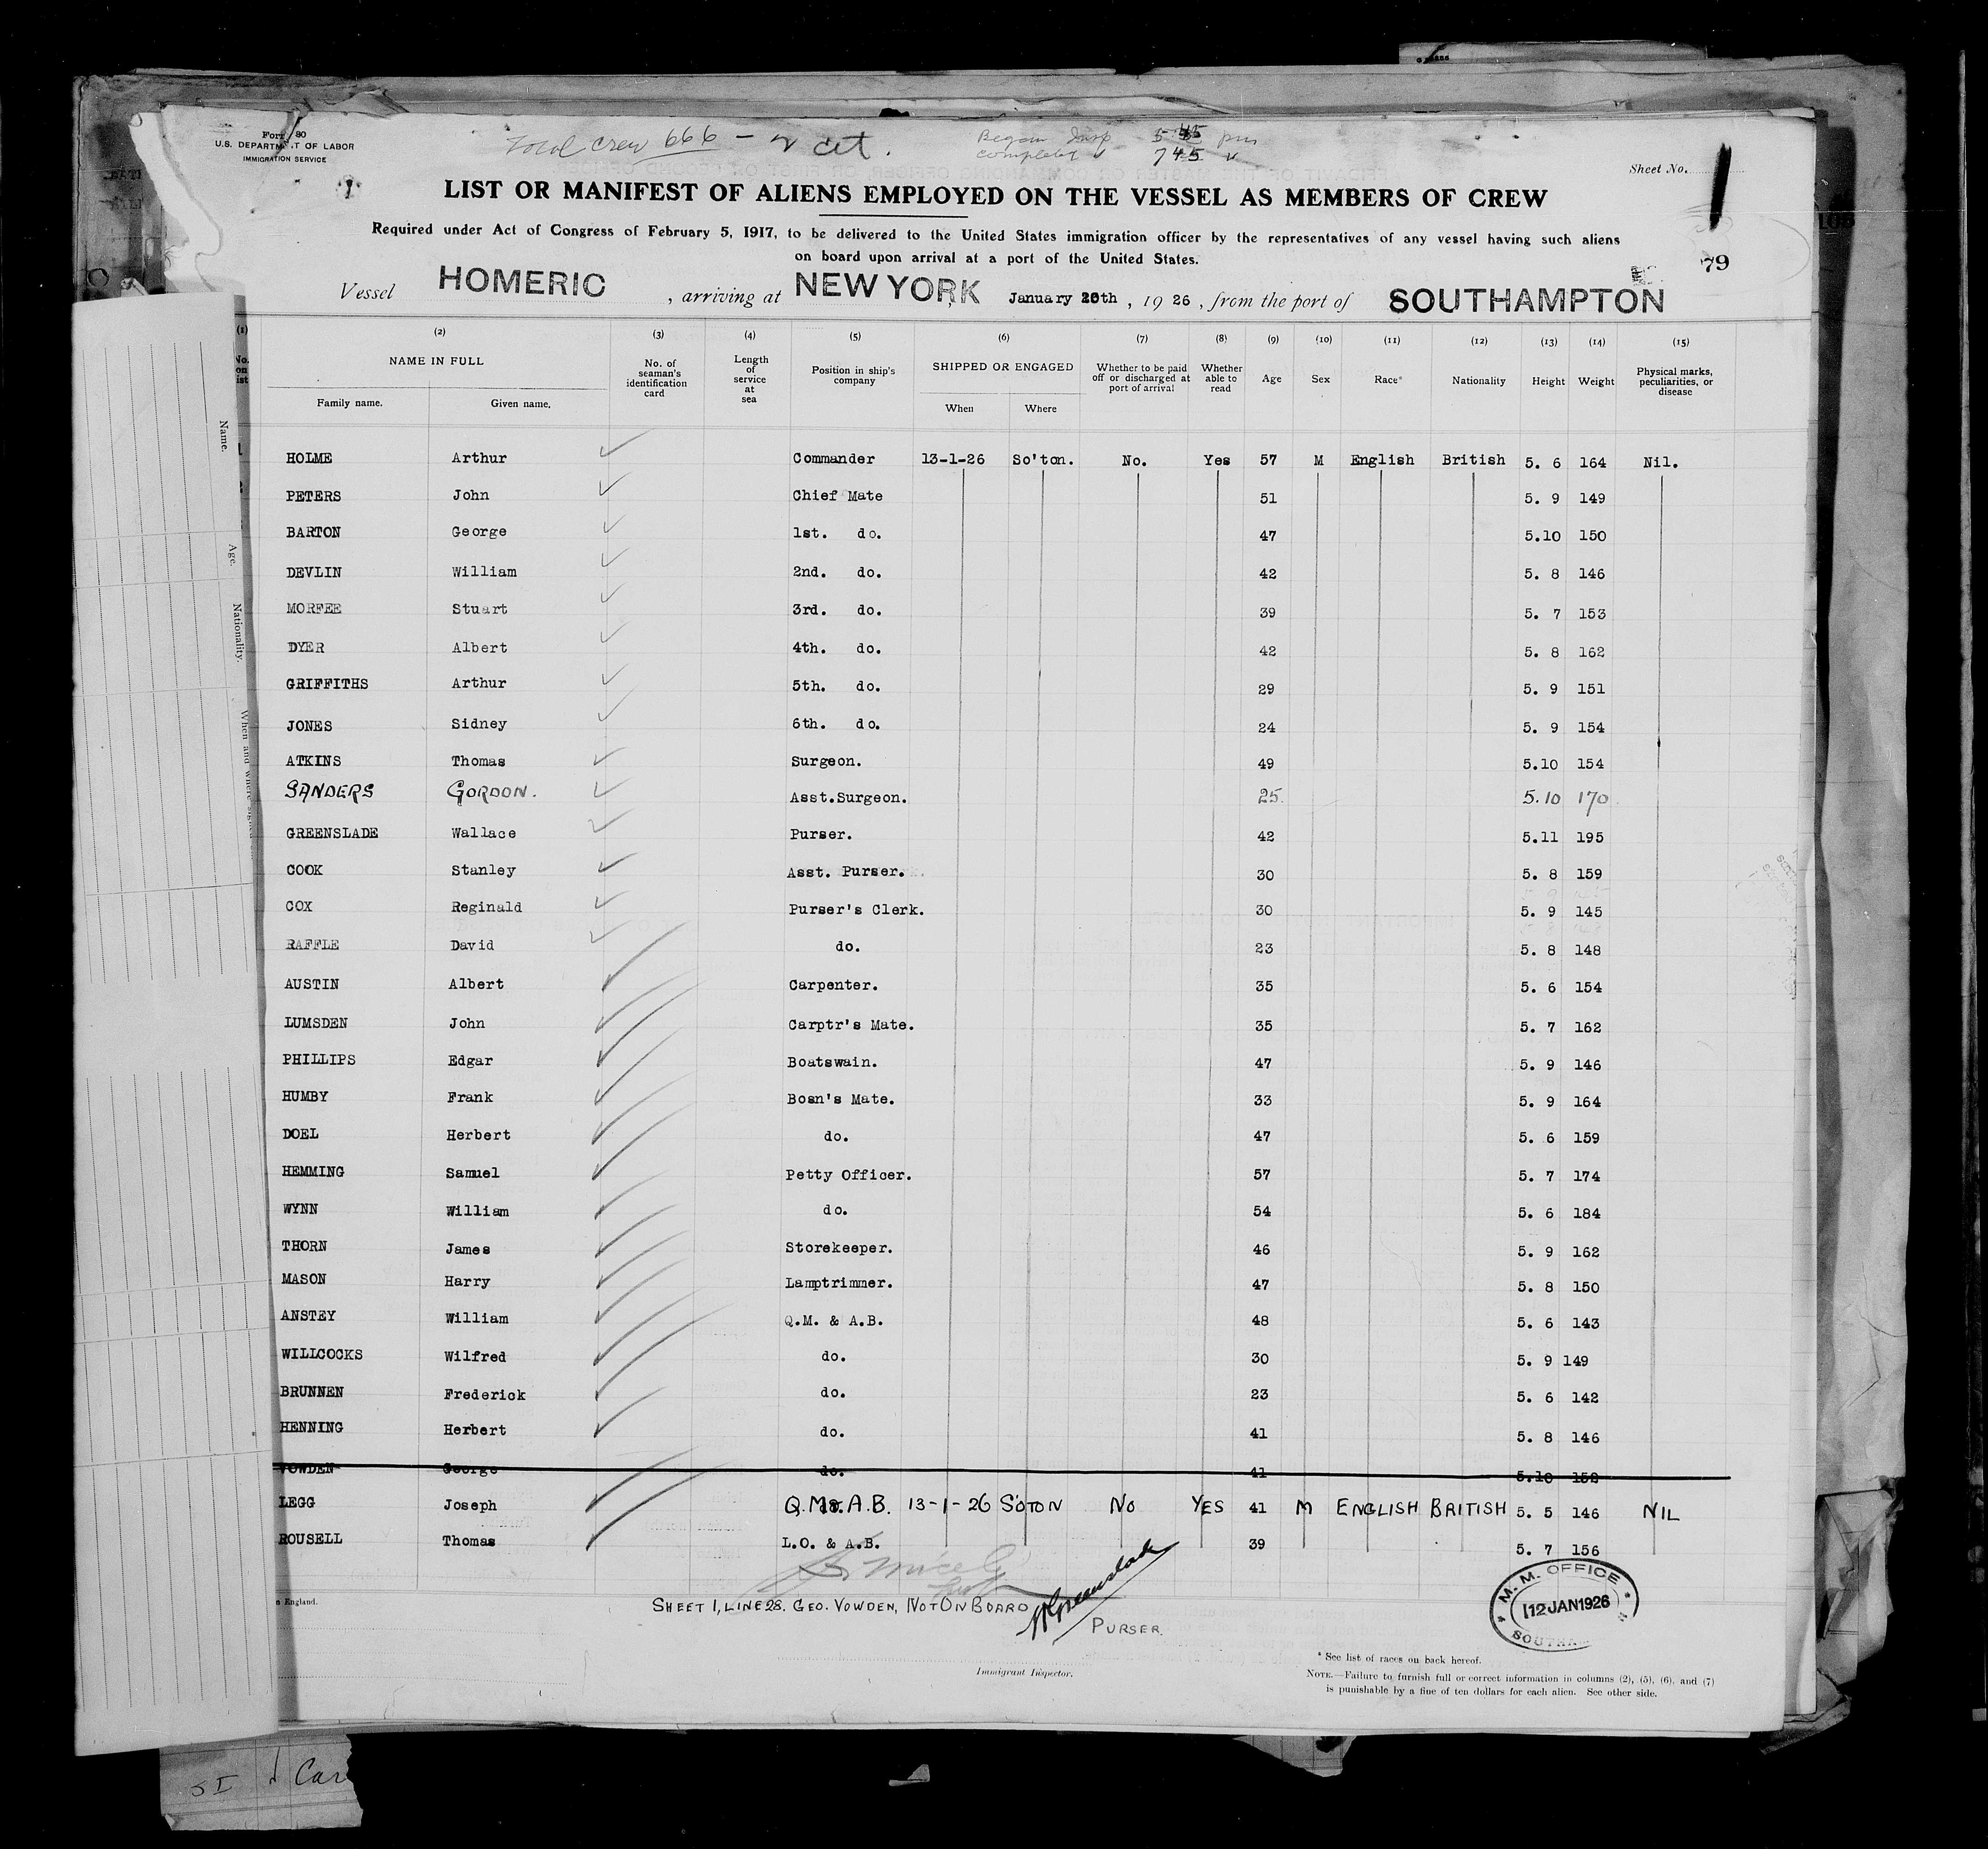 Form 80
U.S. DEPARTMENT OF LABOR
IMMIGRATION SERVICE
Total crew 666 - cat.
Began Insp 5 45 pm
completed 7 45
Sheet No. 1
LIST OR MANIFEST OF ALIENS EMPLOYED ON THE VESSEL AS MEMBERS OF CREW
Required under Act of Congress of February 5, 1917, to be delivered to the United States immigration officer by the representatives of any vessel having such aliens
on board upon arrival at a port of the United States.
79
Vessel HOMERIC, arriving at NEW YORK January 20th, 1926, from the port of SOUTHAMPTON
(1) (2) (3) (4) (5) (6) (7) (8) (9) (10) (11) (12) (13) (14) (15)
NAME IN FULL
Family name. Given name.
No. of seaman's identification card
Length of service at sea
Position in ship's company
SHIPPED OR ENGAGED
When Where
Whether to be paid off or discharged at port of arrival
Whether able to read
Age
Sex
Race*
Nationality
Height
Weight
Physical marks, peculiarities, or disease
HOLME Arthur Commander 13-1-26 So'ton. No. Yes 57 M English British 5. 6 164 Nil.
PETERS John Chief Mate 51 5. 9 149
BARTON George 1st. do. 47 5.10 150
DEVLIN William 2nd. do. 42 5. 8 146
MORFEE Stuart 3rd. do. 39 5. 7 153
DYER Albert 4th. do. 42 5. 8 162
GRIFFITHS Arthur 5th. do. 29 5. 9 151
JONES Sidney 6th. do. 24 5. 9 154
ATKINS Thomas Surgeon. 49 5.10 154
SANDERS GORDON. Asst.Surgeon. 25. 5.10 170
GREENSLADE Wallace Purser. 42 5.11 195
COOK Stanley Asst. Purser. 30 5. 8 159
COX Reginald Purser's Clerk. 30 5. 9 145
RAFFLE David do. 23 5. 8 148
AUSTIN Albert Carpenter. 35 5. 6 154
LUMSDEN John Carptr's Mate. 35 5. 7 162
PHILLIPS Edgar Boatswain. 47 5. 9 146
HUMBY Frank Bosn's Mate. 33 5. 9 164
DOEL Herbert do. 47 5. 6 159
HEMMING Samuel Petty Officer. 57 5. 7 174
WYNN William do. 54 5. 6 184
THORN James Storekeeper. 46 5. 9 162
MASON Harry Lamptrimmer. 47 5. 8 150
ANSTEY William Q.M. & A.B. 48 5. 6 143
WILLCOCKS Wilfred do. 30 5. 9 149
BRUNNEN Frederick do. 23 5. 6 142
HENNING Herbert do. 41 5. 8 146
VOWDEN George do. 41 5.10 152
LEGG Joseph Q.M & A.B. 13-1-26 S'OTON No YES 41 M ENGLISH BRITISH 5. 5 146 NIL
ROUSELL Thomas L.O. & A.B. 39 5. 7 156
SHEET 1, LINE 28. GEO. VOWDEN, NOT ON BOARD
W Greenslade
PURSER.
M. M. OFFICE
12 JAN 1926
n England.
Immigrant Inspector.
* See list of races on back hereof.
NOTE.—Failure to furnish full or correct information in columns (2), (5), (6), and (7)
is punishable by a fine of ten dollars for each alien. See other side.
Name.
Age.
Nationality.
When and where